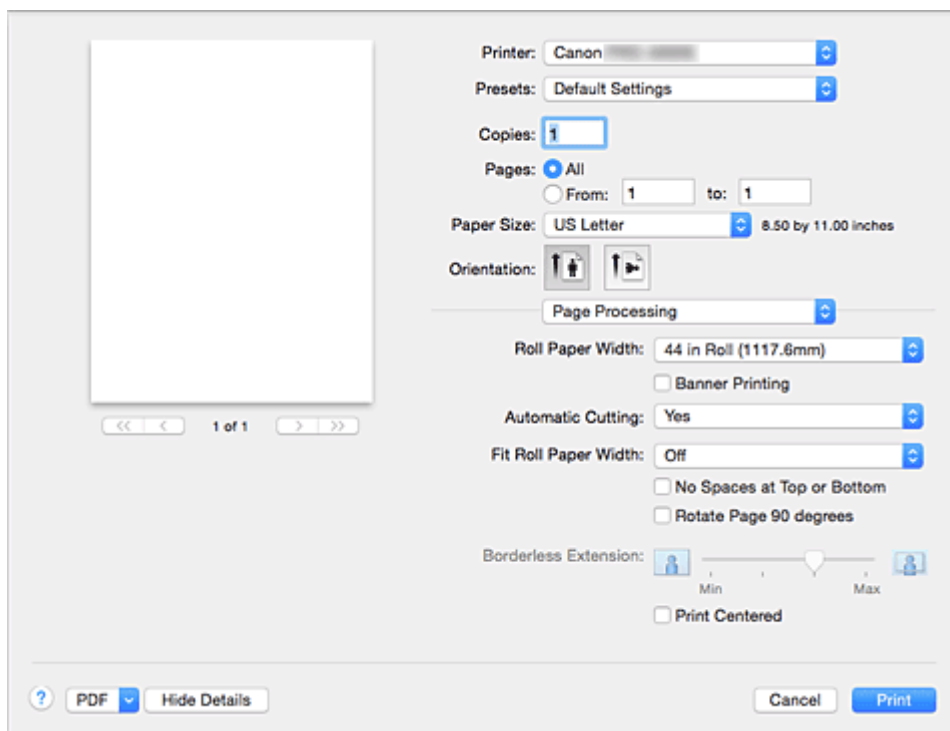 Printer: Canon
Presets: Default Settings
Copies: 1
Pages: All
From: 1 to: 1
Paper Size: US Letter 8.50 by 11.00 inches
Orientation:
Page Processing
Roll Paper Width: 44 in Roll (1117.6mm)
Banner Printing
Automatic Cutting: Yes
Fit Roll Paper Width: Off
No Spaces at Top or Bottom
Rotate Page 90 degrees
Borderless Extension:
Min Max
Print Centered
<< < 1 of 1 > >>
? PDF Hide Details Cancel Print